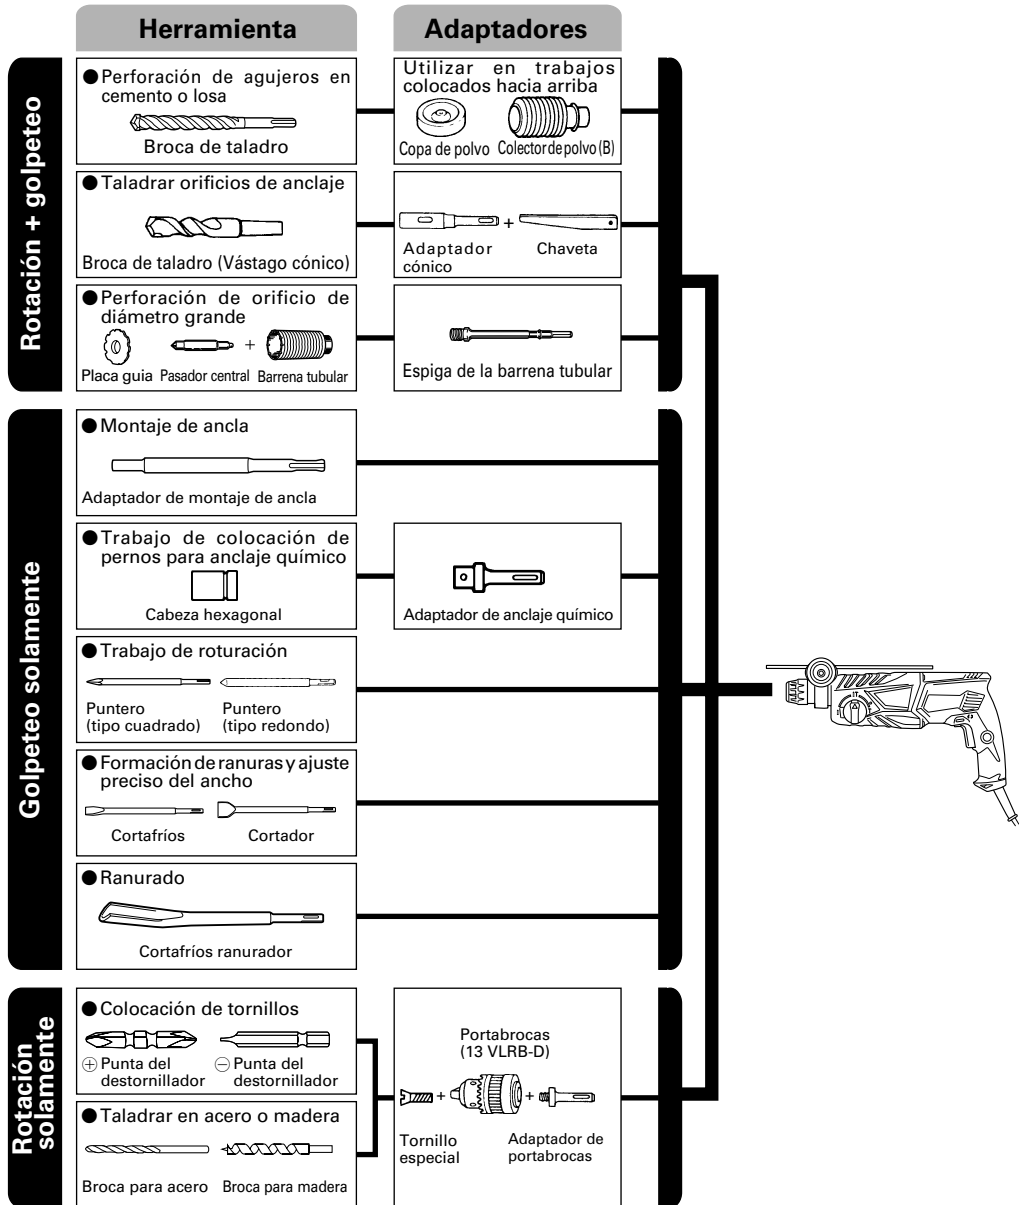 Herramienta
Adaptadores
Rotación + golpeteo
● Perforación de agujeros en
cemento o losa
Broca de taladro
Utilizar en trabajos
colocados hacia arriba
Copa de polvo
Colector de polvo (B)
● Taladrar orificios de anclaje
Broca de taladro (Vástago cónico)
+
Adaptador
cónico
Chaveta
● Perforación de orificio de
diámetro grande
+
Placa guia
Pasador central
Barrena tubular
Espiga de la barrena tubular
Golpeteo solamente
● Montaje de ancla
Adaptador de montaje de ancla
● Trabajo de colocación de
pernos para anclaje químico
Cabeza hexagonal
Adaptador de anclaje químico
● Trabajo de roturación
Puntero
(tipo cuadrado)
Puntero
(tipo redondo)
● Formación de ranuras y ajuste
preciso del ancho
Cortafríos
Cortador
● Ranurado
Cortafríos ranurador
Rotación
solamente
● Colocación de tornillos
⊕ Punta del
destornillador
⊖ Punta del
destornillador
● Taladrar en acero o madera
Broca para acero
Broca para madera
Portabrocas
(13 VLRB-D)
+ +
Tornillo
especial
Adaptador de
portabrocas